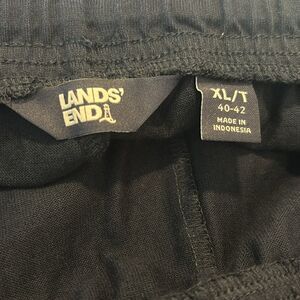 LANDS'
END
XL/T
40-42
MADE IN
INDONESIA